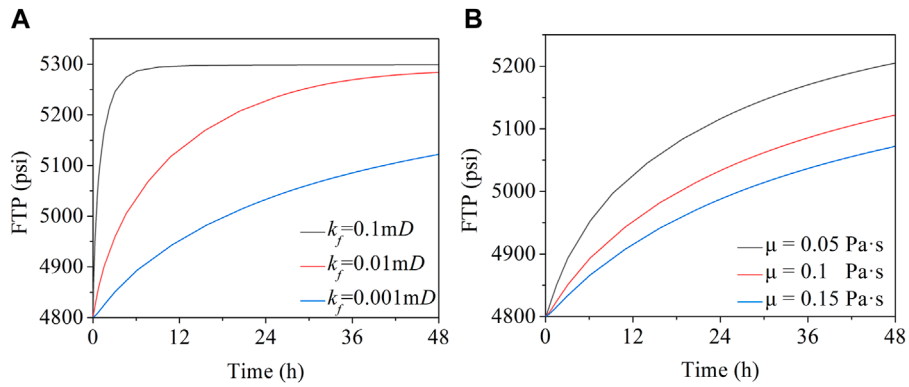 A
FTP (psi)
5300
5200
5100
5000
4900
4800
0
12
24
36
48
Time (h)
k_f=0.1mD
k_f=0.01mD
k_f=0.001mD
B
FTP (psi)
5200
5100
5000
4900
4800
0
12
24
36
48
Time (h)
μ = 0.05 Pa·s
μ = 0.1 Pa·s
μ = 0.15 Pa·s